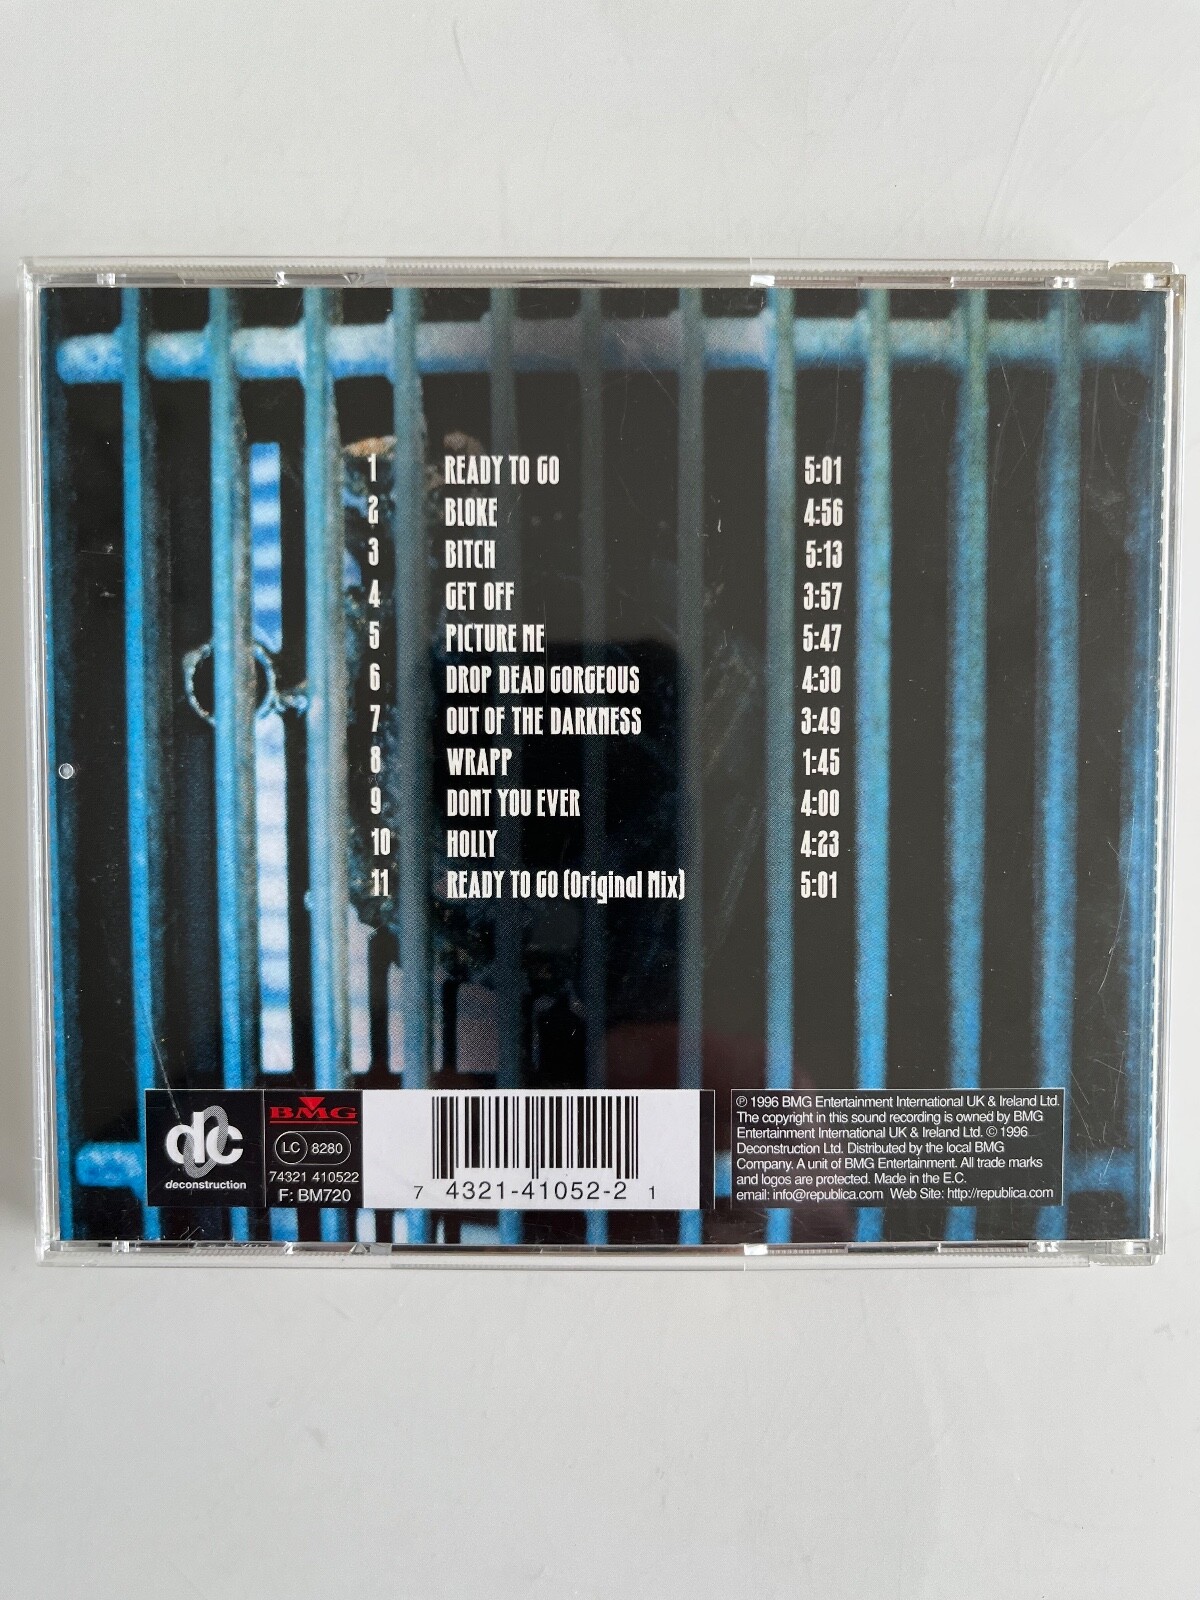 1 READY TO GO 5:01
2 BLOKE 4:56
3 BITCH 5:13
4 GET OFF 3:57
5 PICTURE ME 5:47
6 DROP DEAD GORGEOUS 4:30
7 OUT OF THE DARKNESS 3:49
8 WRAPP 1:45
9 DONT YOU EVER 4:00
10 HOLLY 4:23
11 READY TO GO (Original Mix) 5:01
dc
deconstruction
BMG
LC 8280
74321 410522
F: BM720
7 4321-41052-2 1
℗ 1996 BMG Entertainment International UK & Ireland Ltd.
The copyright in this sound recording is owned by BMG
Entertainment International UK & Ireland Ltd. © 1996
Deconstruction Ltd. Distributed by the local BMG
Company. A unit of BMG Entertainment. All trade marks
and logos are protected. Made in the E.C.
email: info@republica.com Web Site: http://republica.com